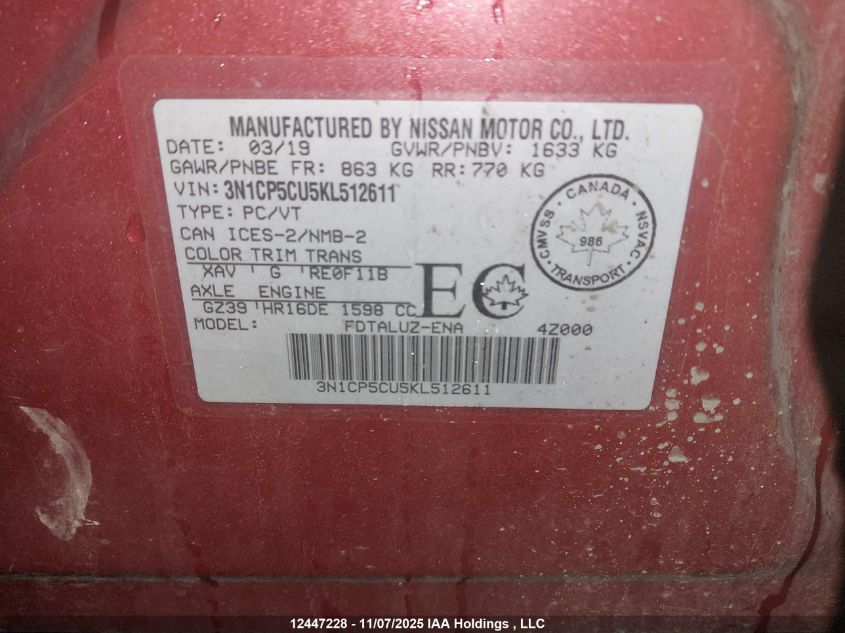 MANUFACTURED BY NISSAN MOTOR CO., LTD.
DATE: 03/19 GVWR/PNBV: 1633 KG
GAWR/PNBE FR: 863 KG RR: 770 KG
VIN: 3N1CP5CU5KL512611
TYPE: PC/VT
CAN ICES-2/NMB-2
COLOR TRIM TRANS
XAV ' G 'RE0F11B
AXLE ENGINE
GZ39 'HR16DE 1598 CC
MODEL: FDTALUZ-ENA 4Z000
EC
CANADA
CMVSS NSVAC
986
TRANSPORT
3N1CP5CU5KL512611
12447228 - 11/07/2025 IAA Holdings , LLC